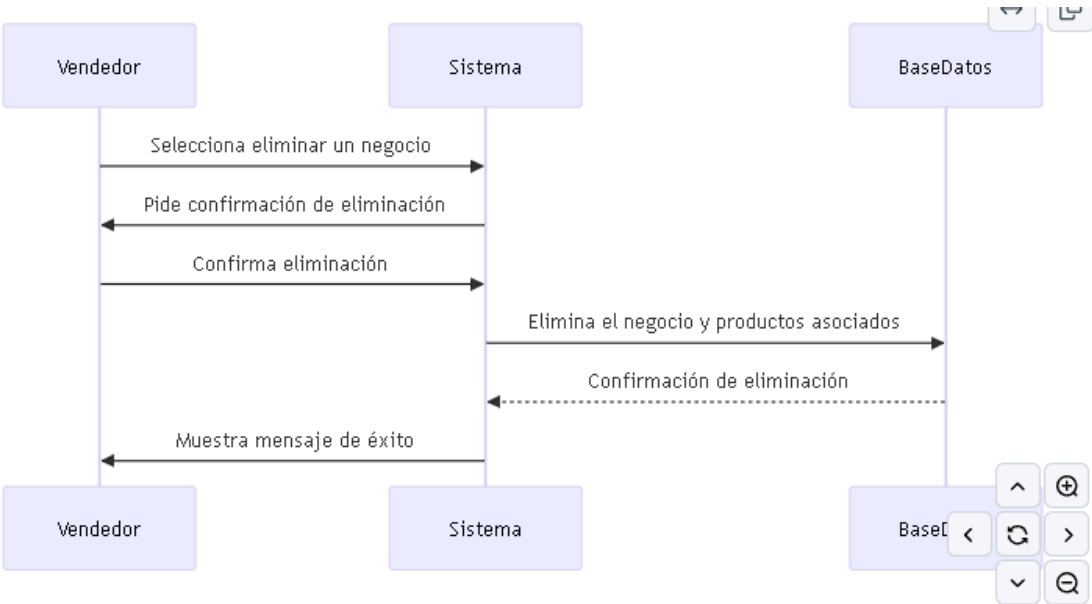 Vendedor
Sistema
BaseDatos
Selecciona eliminar un negocio
Pide confirmación de eliminación
Confirma eliminación
Elimina el negocio y productos asociados
Confirmación de eliminación
Muestra mensaje de éxito
Vendedor
Sistema